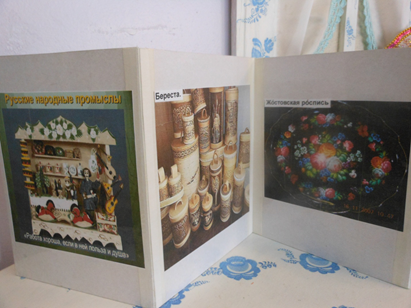 Русские народные промыслы
«Работа хороша, если в ней польза и душа»
Береста.
Жостовская роспись